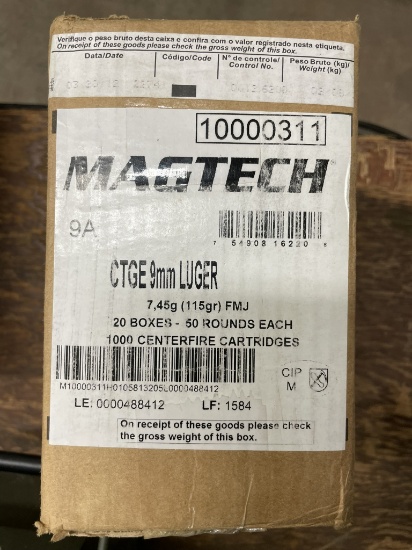 Verifique o peso bruto desta caixa e confira com o valor registrado nesta etiqueta.
On receipt of these goods please check the gross weight of this box.
Data/Date Código/Code Nº de controle/ Control No. Peso Bruto (kg)/ Weight (kg)
10000311
MAGTECH
9A
7 54908 16220 8
CTGE 9mm LUGER
7,45g (115gr) FMJ
20 BOXES - 50 ROUNDS EACH
1000 CENTERFIRE CARTRIDGES
CIP
M
LE: 0000488412 LF: 1584
On receipt of these goods please check
the gross weight of this box.